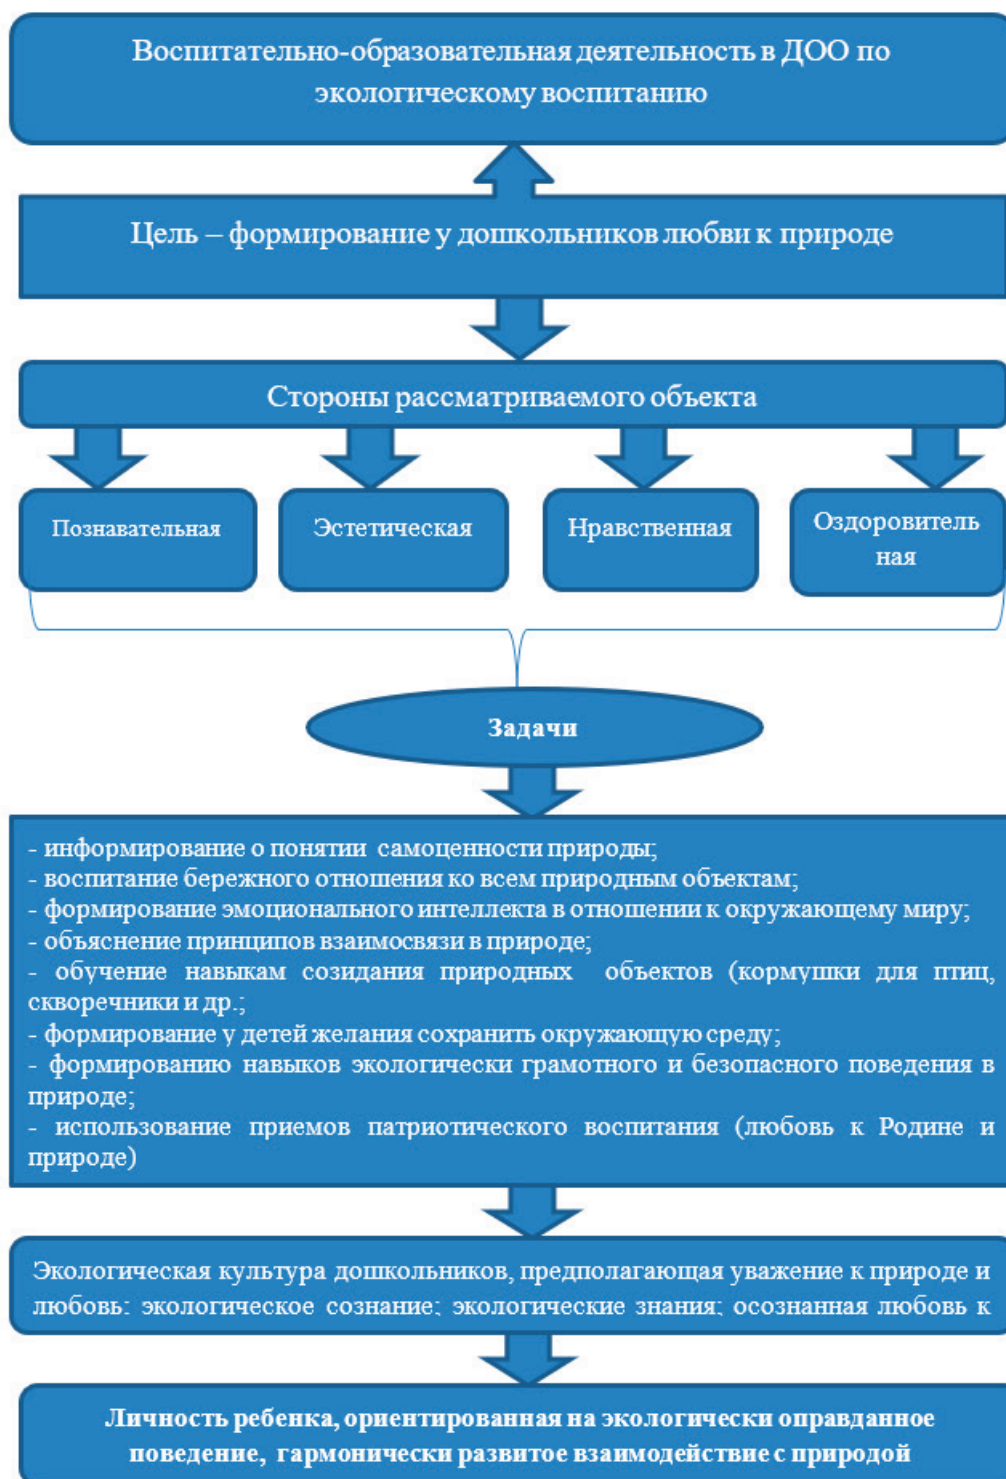 Воспитательно-образовательная деятельность в ДОО по
экологическому воспитанию
Цель – формирование у дошкольников любви к природе
Стороны рассматриваемого объекта
Познавательная
Эстетическая
Нравственная
Оздоровитель
ная
Задачи
- информирование о понятии самоценности природы;
- воспитание бережного отношения ко всем природным объектам;
- формирование эмоционального интеллекта в отношении к окружающему миру;
- объяснение принципов взаимосвязи в природе;
- обучение навыкам созидания природных объектов (кормушки для птиц,
скворечники и др.;
- формирование у детей желания сохранить окружающую среду;
- формированию навыков экологически грамотного и безопасного поведения в
природе;
- использование приемов патриотического воспитания (любовь к Родине и
природе)
Экологическая культура дошкольников, предполагающая уважение к природе и
любовь; экологическое сознание; экологические знания; осознанная любовь к
Личность ребенка, ориентированная на экологически оправданное
поведение, гармонически развитое взаимодействие с природой